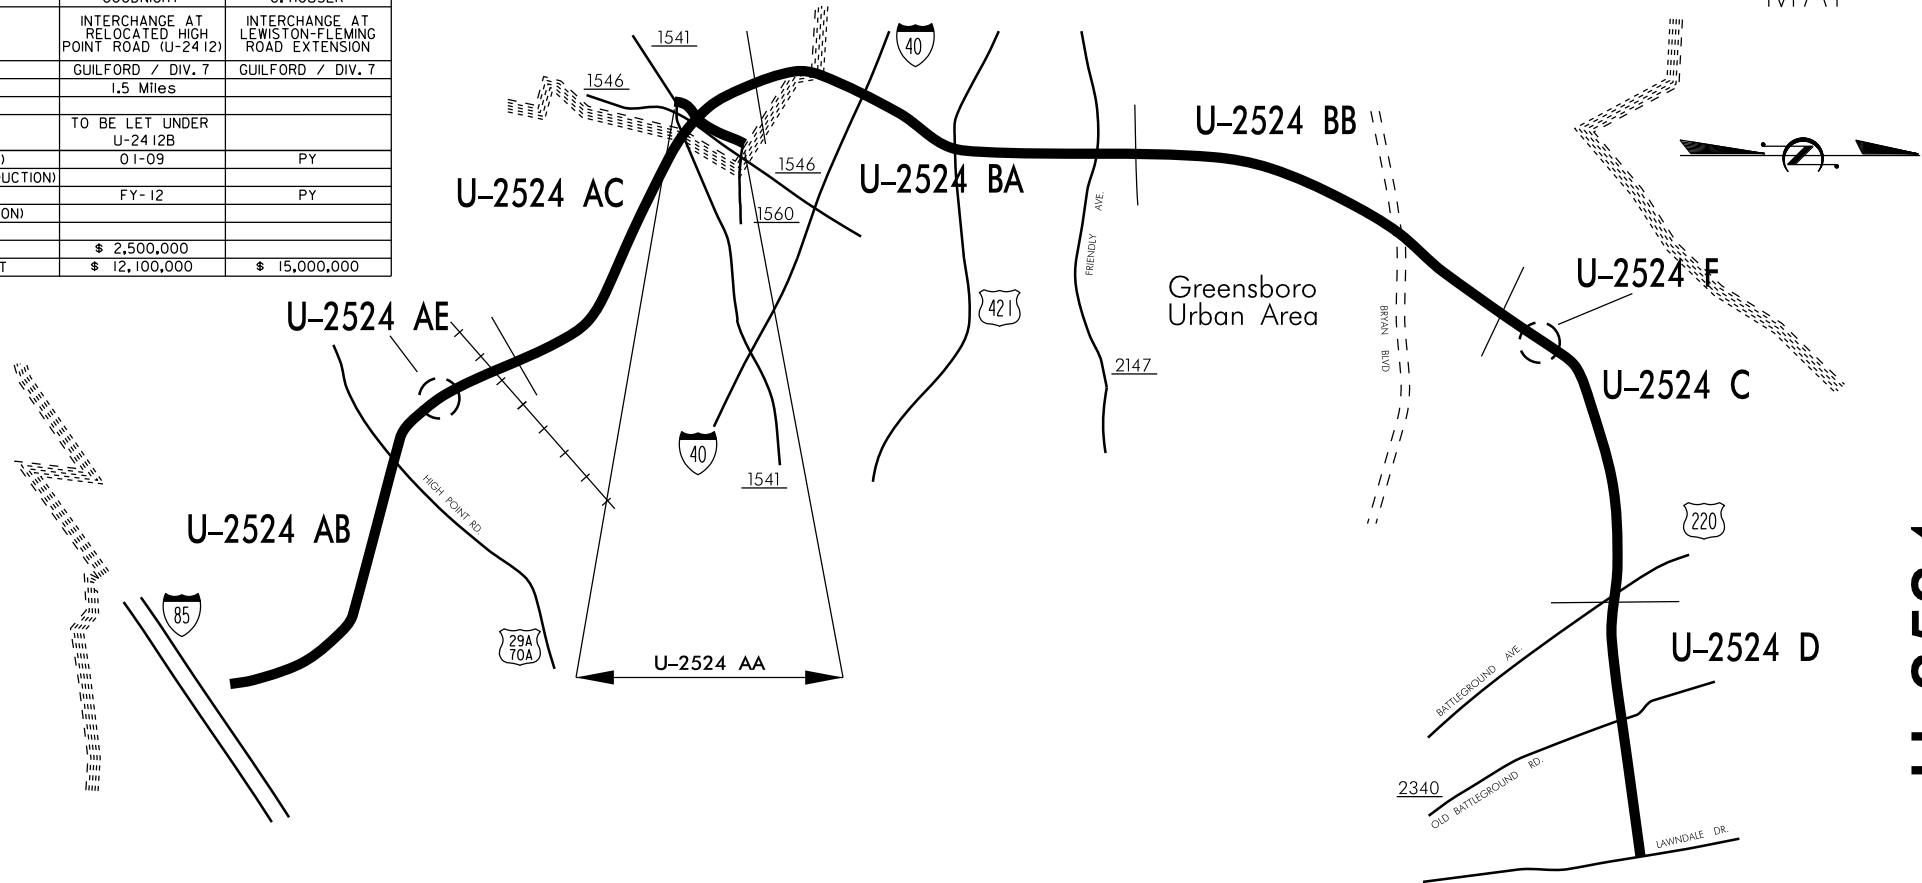 INTERCHANGE AT
RELOCATED HIGH
POINT ROAD (U-2412)
INTERCHANGE AT
LEWISTON-FLEMING
ROAD EXTENSION
GUILFORD / DIV. 7
GUILFORD / DIV. 7
1.5 Miles
TO BE LET UNDER
U-2412B
)
01-09
PY
UCTION)
FY-12
PY
ON)
$ 2,500,000
T
$ 12,100,000
$ 15,000,000
1541
1546
40
U-2524 BB
U-2524 AC
1546
U-2524 BA
1560
FRIENDLY AVE.
Greensboro
Urban Area
U-2524 F
U-2524 AE
421
BRYAN BLVD
2147
U-2524 C
40
1541
HIGH POINT RD.
U-2524 AB
220
85
29A
70A
U-2524 AA
U-2524 D
BATTLEGROUND AVE.
2340
OLD BATTLEGROUND RD.
LAWNDALE DR.